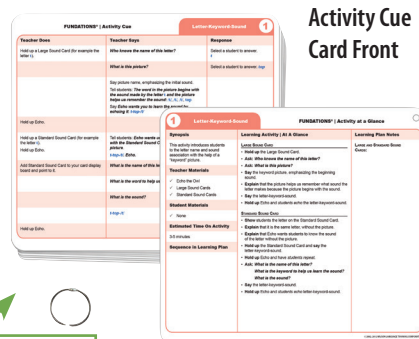 Activity Cue
Card Front
FUNDATIONS® | Activity Cue
Letter-Keyword-Sound
1
Teacher Does
Teacher Says
Response
Hold up a Large Sound Card (for example the
letter t).
Who knows the name of this letter?
Select a student to answer:
t
What is this picture?
Select a student to answer: top
Say picture name, emphasizing the initial sound.
Tell students: The word in the picture begins with
the sound made by the letter t and the picture
helps us remember the sound: /t/, /t/, /t/, top.
Say Echo wants you to learn the sound by
echoing it: t-top-/t/
Hold up Echo.
Hold up a Standard Sound Card (for example
the letter t).
Hold up Echo.
Tell students: Echo wants
with the Standard Sound C
picture
t-top-/t/. Echo.
Add Standard Sound Card to your card display
board and point to it.
What is the name of this le
What is the word to help us
What is the sound?
t-top-/t/
Hold up Echo.
1
Letter-Keyword-Sound
FUNDATIONS® | Activity at a Glance
Synopsis
This activity introduces students
to the letter name and sound
association with the help of a
"keyword" picture.
Teacher Materials
✓ Echo the Owl
✓ Large Sound Cards
✓ Standard Sound Cards
Student Materials
✓ None
Estimated Time On Activity
3-5 minutes
Sequence in Learning Plan
Learning Activity | At A Glance
Large Sound Card
• Hold up the Large Sound Card.
• Ask: Who knows the name of this letter?
• Ask: What is this picture?
• Say the keyword picture, emphasizing the beginning
sound.
• Explain that the picture helps us remember what sound the
letter makes because the picture begins with the sound.
• Say the letter-keyword-sound.
• Hold up Echo and students echo the letter-keyword-sound.
Standard Sound Card
• Show students the letter on the Standard Sound Card.
• Explain that it is the same letter, without the picture.
• Explain that Echo wants students to know the sound
of the letter without the picture.
• Hold up the Standard Sound Card and say the
letter-keyword-sound.
• Hold up Echo and have students repeat.
• Ask: What is the name of this letter?
What is the keyword to help us learn the sound?
What is the sound?
• Say the letter-keyword-sound.
• Hold up Echo and students echo letter-keyword-sound.
Learning Plan Notes
Large and Standard Sound
Cards: